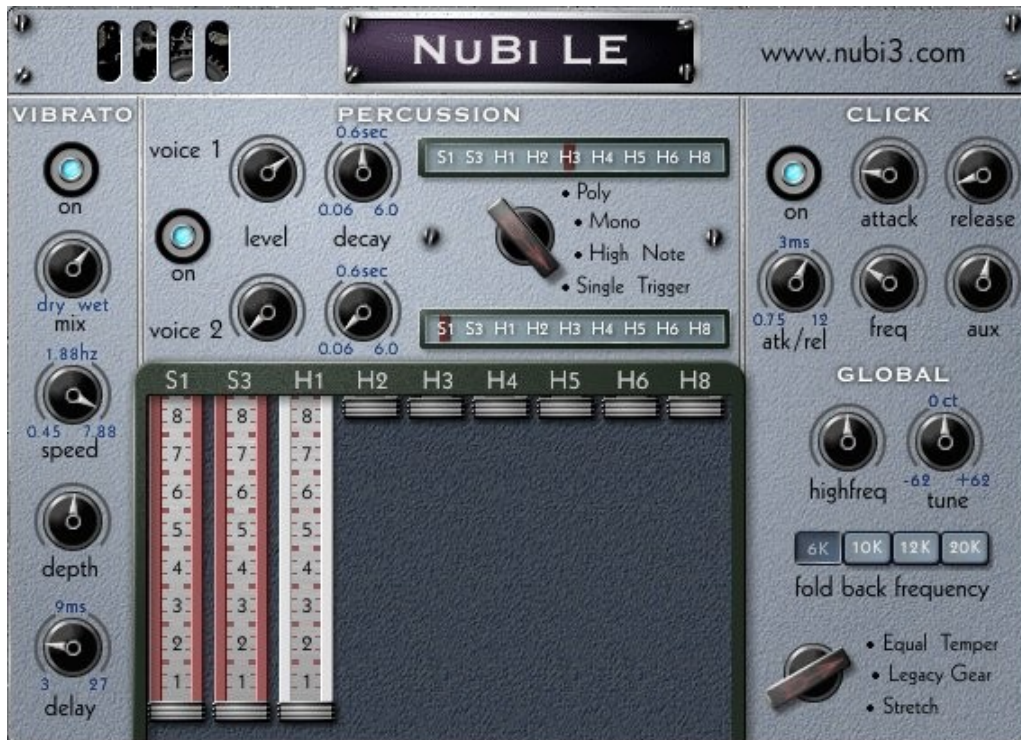 NuBi LE
www.nubi3.com
VIBRATO
on
dry wet
mix
1.88hz
0.45 7.88
speed
depth
9ms
3 27
delay
PERCUSSION
voice 1
level
0.6sec
0.06 6.0
decay
on
voice 2
0.6sec
0.06 6.0
S1 S3 H1 H2 H3 H4 H5 H6 H8
• Poly
• Mono
• High Note
• Single Trigger
S1 S3 H1 H2 H3 H4 H5 H6 H8
S1 S3 H1 H2 H3 H4 H5 H6 H8
8 8 8
7 7 7
6 6 6
5 5 5
4 4 4
3 3 3
2 2 2
1 1 1
CLICK
on
attack
release
3ms
0.75 12
atk/rel
freq
aux
GLOBAL
highfreq
0 ct
-62 +62
tune
6K 10K 12K 20K
fold back frequency
• Equal Temper
• Legacy Gear
• Stretch